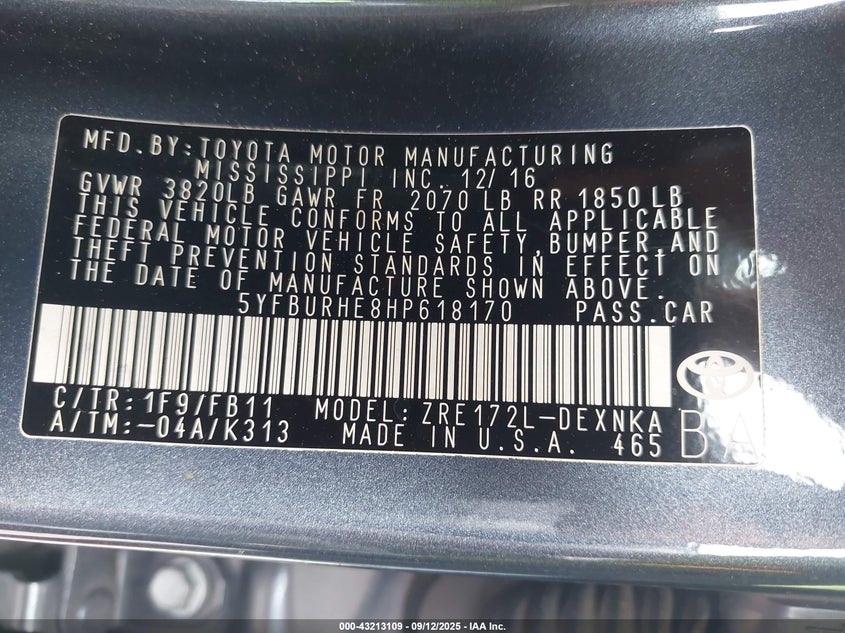 MFD. BY: TOYOTA MOTOR MANUFACTURING
MISSISSIPPI INC. 12/16
GVWR 3820LB GAWR FR 2070 LB RR 1850 LB
THIS VEHICLE CONFORMS TO ALL APPLICABLE
FEDERAL MOTOR VEHICLE SAFETY, BUMPER, AND
THEFT PREVENTION STANDARDS IN EFFECT ON
THE DATE OF MANUFACTURE SHOWN ABOVE.
5YFBURHE8HP618170 PASS. CAR
C/TR: 1F9/FB11 MODEL: ZRE172L-DEXNKA
A/TM: -04A/K313 MADE IN U.S.A. 465
BA
000-43213109 - 09/12/2025 - IAA Inc.